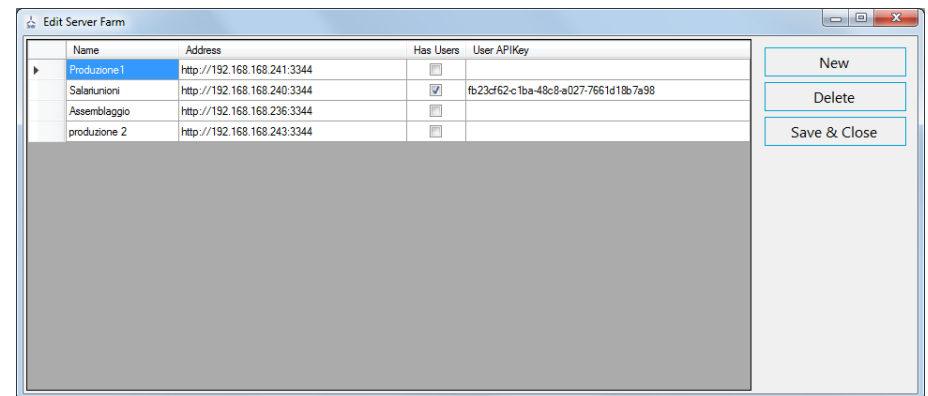 Edit Server Farm
Name Address Has Users User APIKey
Produzione1 http://192.168.168.241:3344
Salariunioni http://192.168.168.240:3344 fb23cf62-c1ba-48c8-a027-7661d18b7a98
Assemblaggio http://192.168.168.236:3344
produzione 2 http://192.168.168.243:3344
New
Delete
Save & Close